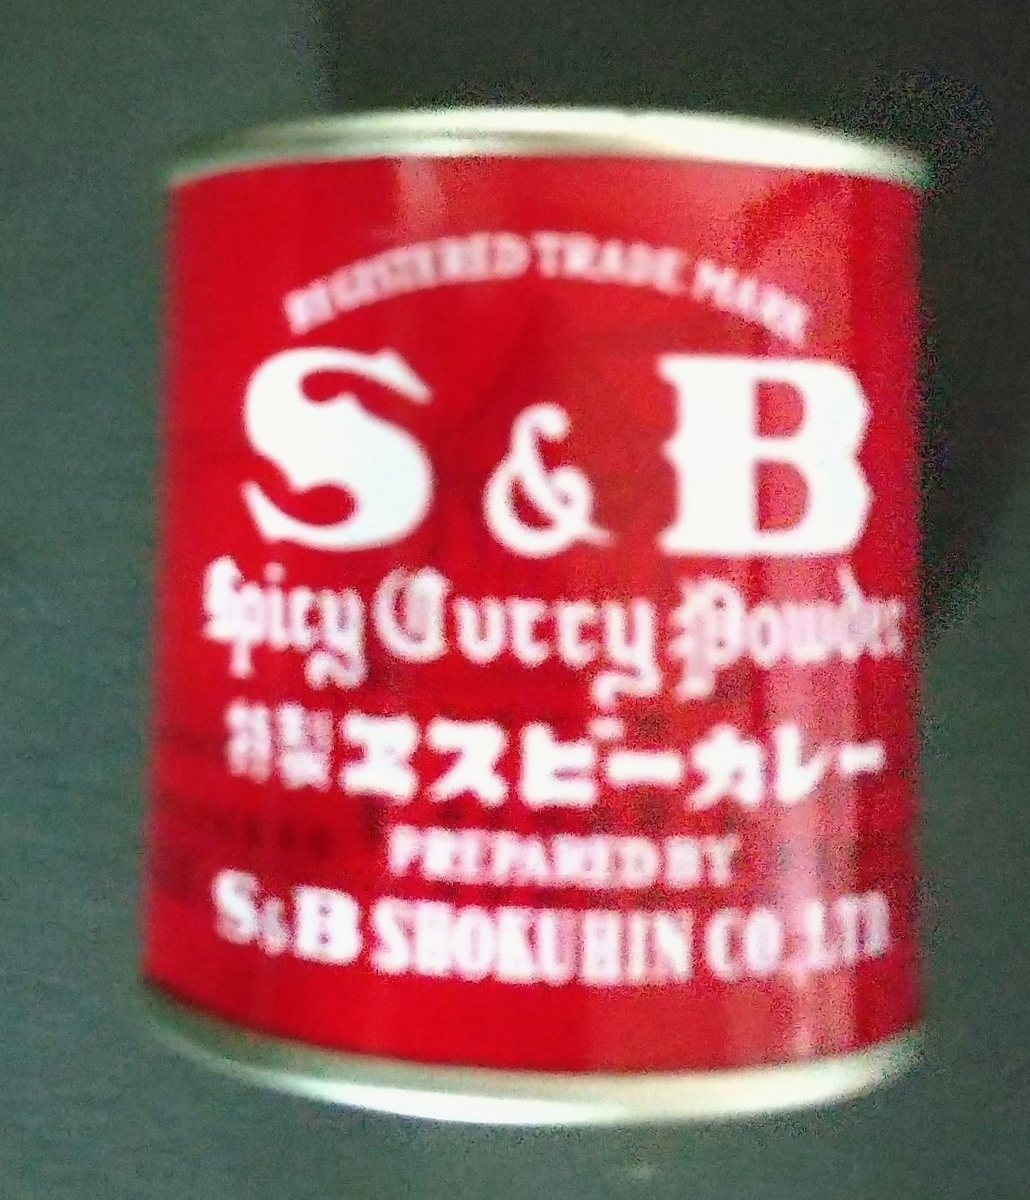 REGISTERED TRADE MARK
S & B
Spicy Curry Powder
特製ヱスビーカレー
PREPARED BY
S&B SHOKUHIN CO.,LTD